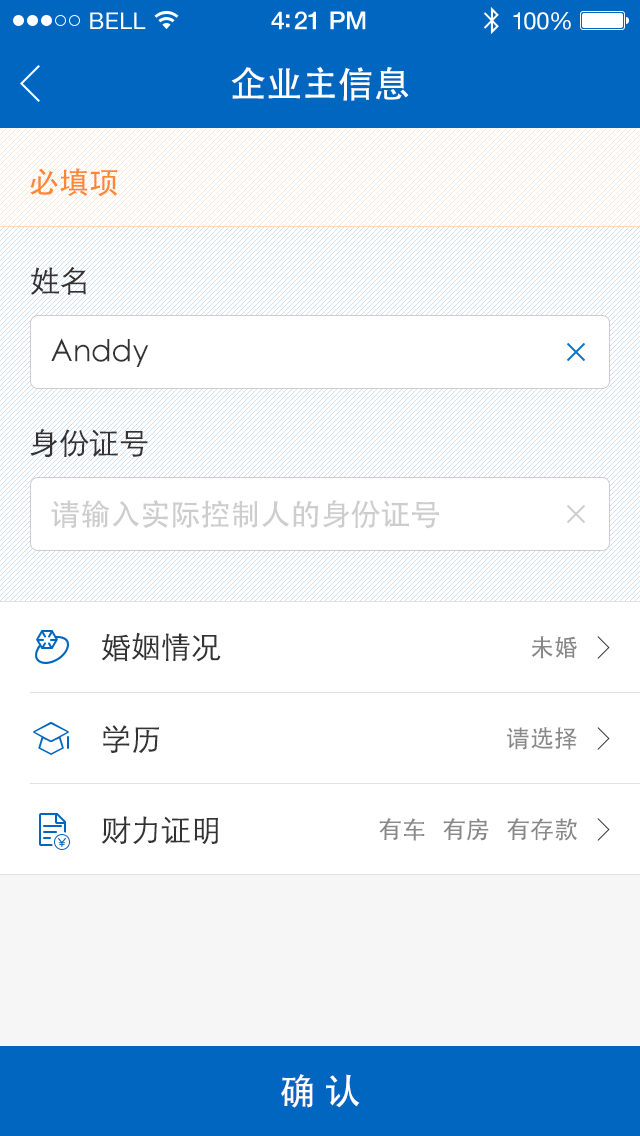 BELL 4:21 PM 100%
企业主信息
必填项
姓名
Anddy
身份证号
请输入实际控制人的身份证号
婚姻情况 未婚
学历 请选择
财力证明 有车 有房 有存款
确认